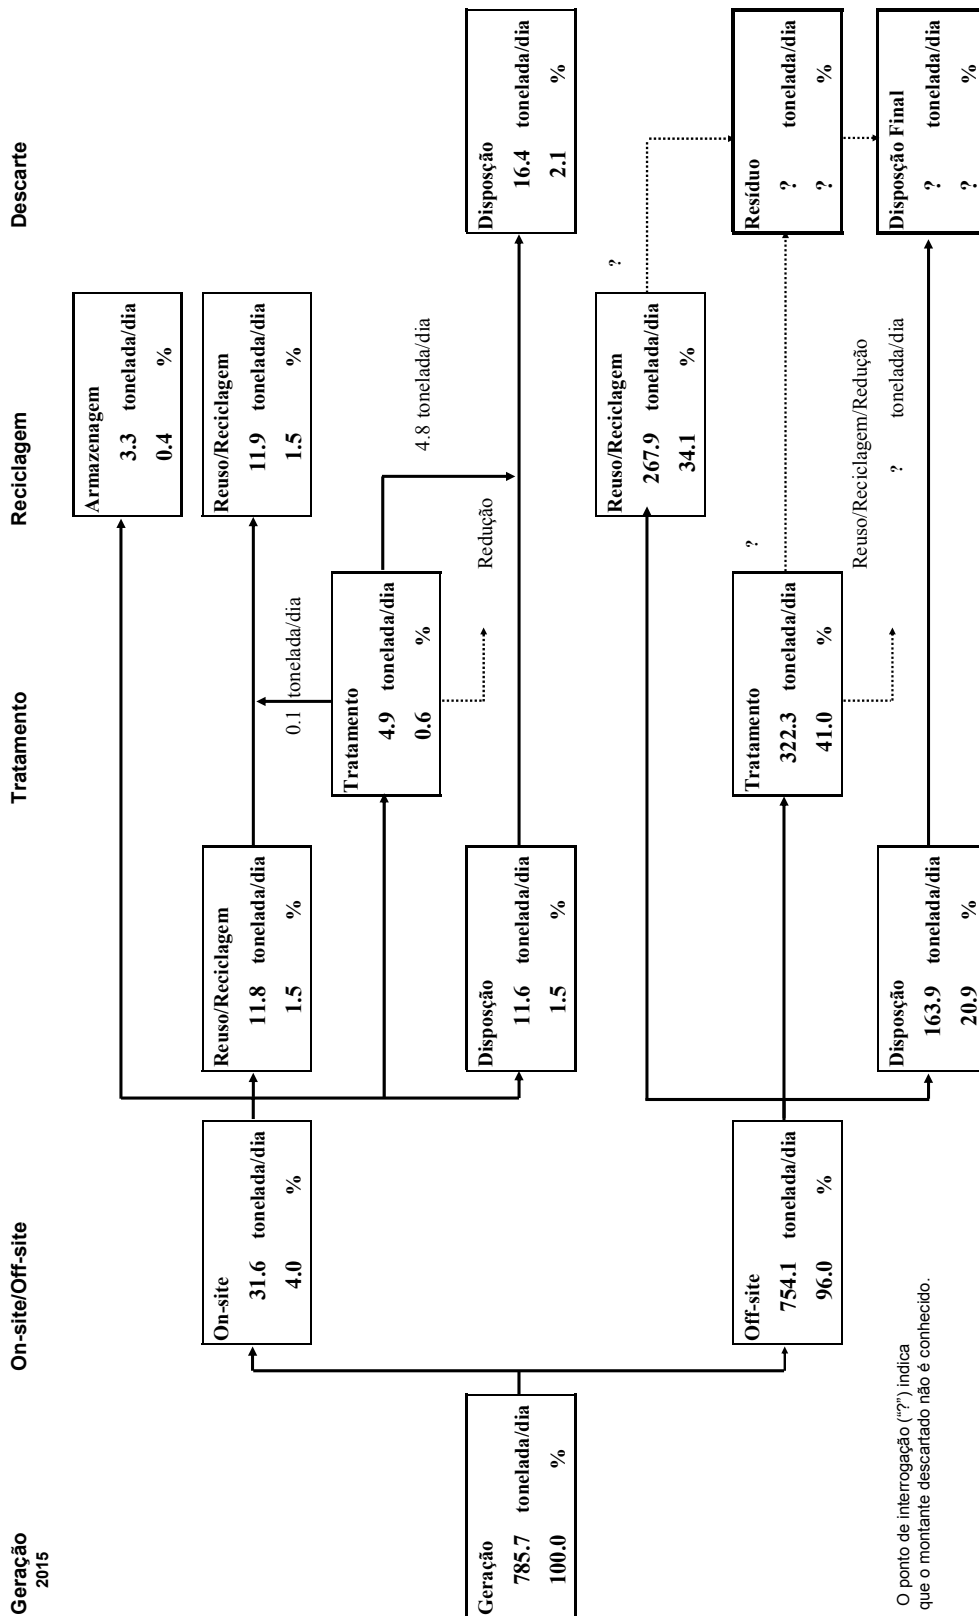 Geração
2015
On-site/Off-site
Tratamento
Reciclagem
Descarte
Geração
785.7 tonelada/dia
100.0 %
On-site
31.6 tonelada/dia
4.0 %
Off-site
754.1 tonelada/dia
96.0 %
Reuso/Reciclagem
11.8 tonelada/dia
1.5 %
Disposção
11.6 tonelada/dia
1.5 %
Disposção
163.9 tonelada/dia
20.9 %
0.1 tonelada/dia
Tratamento
4.9 tonelada/dia
0.6 %
Redução
4.8 tonelada/dia
Tratamento
322.3 tonelada/dia
41.0 %
?
Reuso/Reciclagem/Redução
? tonelada/dia
Armazenagem
3.3 tonelada/dia
0.4 %
Reuso/Reciclagem
11.9 tonelada/dia
1.5 %
Reuso/Reciclagem
267.9 tonelada/dia
34.1 %
?
Disposção
16.4 tonelada/dia
2.1 %
Resíduo
? tonelada/dia
? %
Disposção Final
? tonelada/dia
? %
O ponto de interrogação (“?”) indica
que o montante descartado não é conhecido.